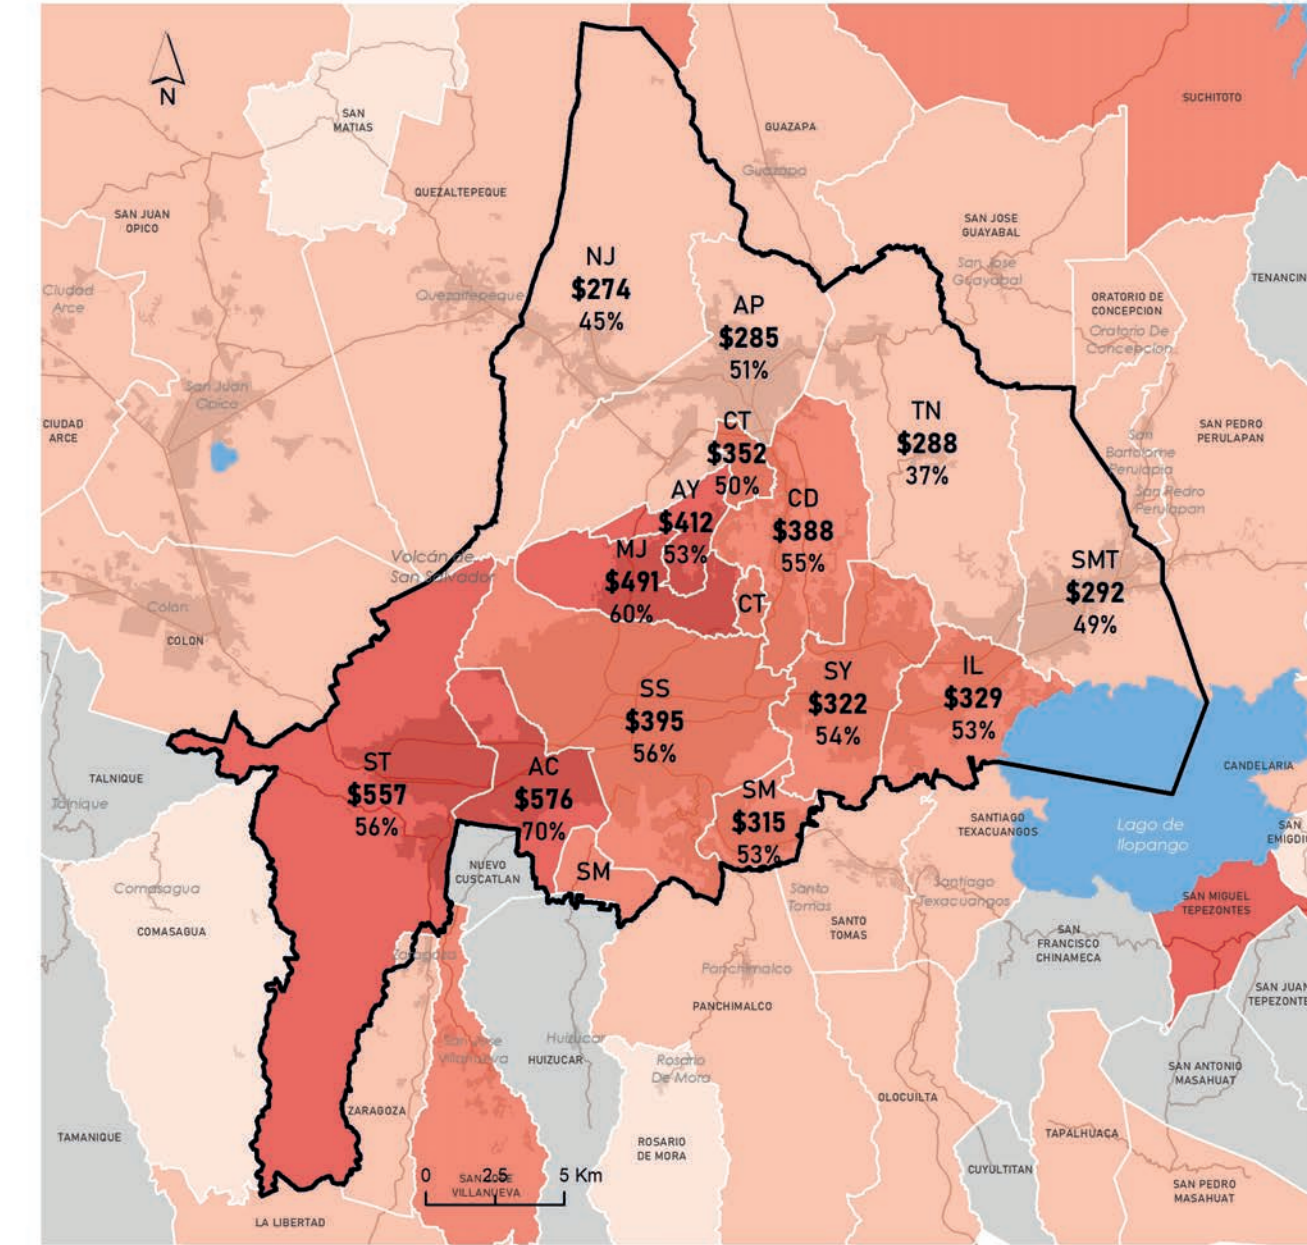 N
SAN
MATIAS
GUAZAPA
Guazapa
SUCHITOTO
QUEZALTEPEQUE
SAN JUAN
OPICO
SAN JOSE
GUAYABAL
San Jose
Guayabal
TENANCIN
NJ
$274
45%
Ciudad
Arce
Quezaltepeque
AP
$285
51%
ORATORIO DE
CONCEPCION
Oratorio De
Concepcion
San Juan
Opico
CIUDAD
ARCE
CT
$352
50%
TN
$288
37%
SAN PEDRO
PERULAPAN
San
Bartolome
Perulapia
San Pedro
Perulapan
AY
$412
53%
CD
$388
55%
MJ
$491
60%
Volcán de
San Salvador
SMT
$292
49%
CT
Colon
COLON
SS
$395
56%
SY
$322
54%
IL
$329
53%
ST
$557
56%
AC
$576
70%
SM
$315
53%
TALNIQUE
Talnique
CANDELARIA
SANTIAGO
TEXACUANGOS
Lago de
Ilopango
SAN
EMIGDI
NUEVO
CUSCATLAN
SM
Comasagua
COMASAGUA
Santo
Tomas
SANTO
TOMAS
Santiago
Texacuangos
SAN MIGUEL
TEPEZONTES
SAN
FRANCISCO
CHINAMECA
Zaragoza
Panchimalco
PANCHIMALCO
SAN JUAN
TEPEZONTE
San Jose
Villanueva
Huizucar
HUIZUCAR
Rosario
De Mora
SAN ANTONIO
MASAHUAT
ZARAGOZA
OLOCUILTA
TAMANIQUE
ROSARIO
DE MORA
TAPALHUACA
CUYULTITAN
0 2.5 5 Km
SAN JOSE
VILLANUEVA
SAN PEDRO
MASAHUAT
LA LIBERTAD